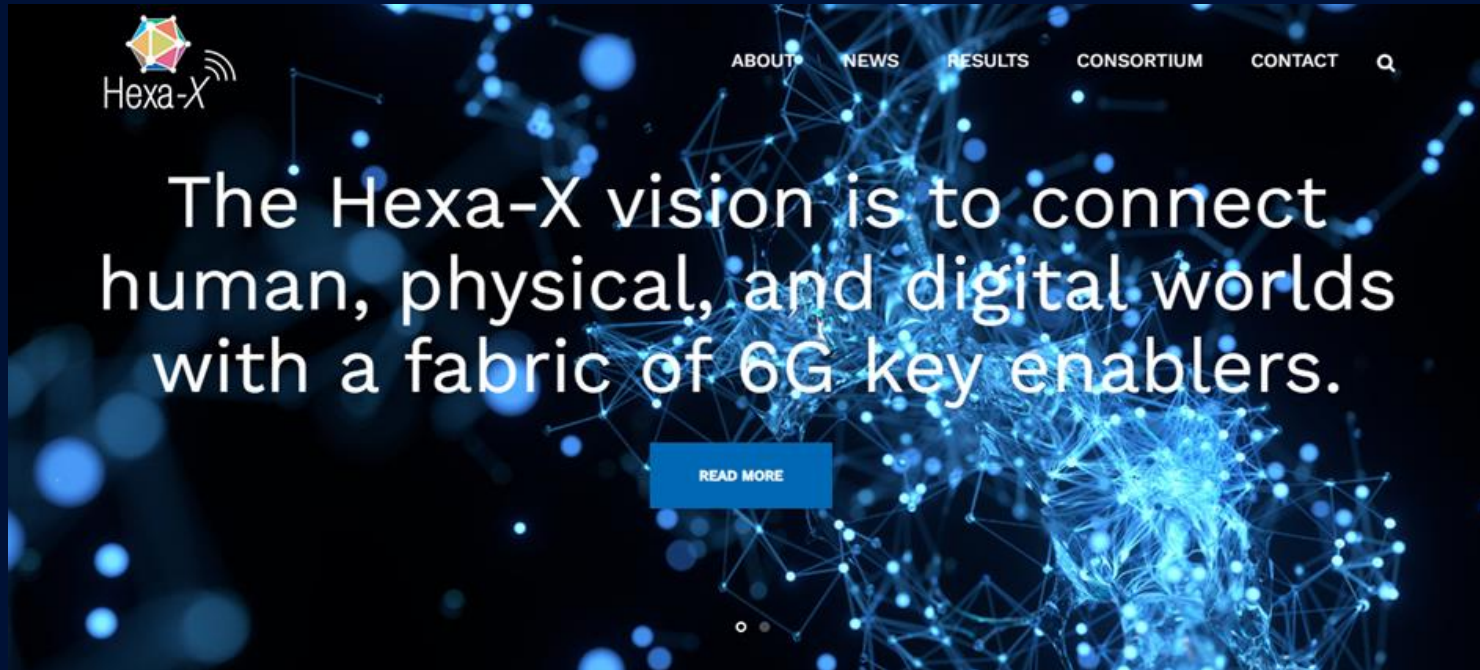 Hexa-X
ABOUT NEWS RESULTS CONSORTIUM CONTACT
The Hexa-X vision is to connect
human, physical, and digital worlds
with a fabric of 6G key enablers.
READ MORE